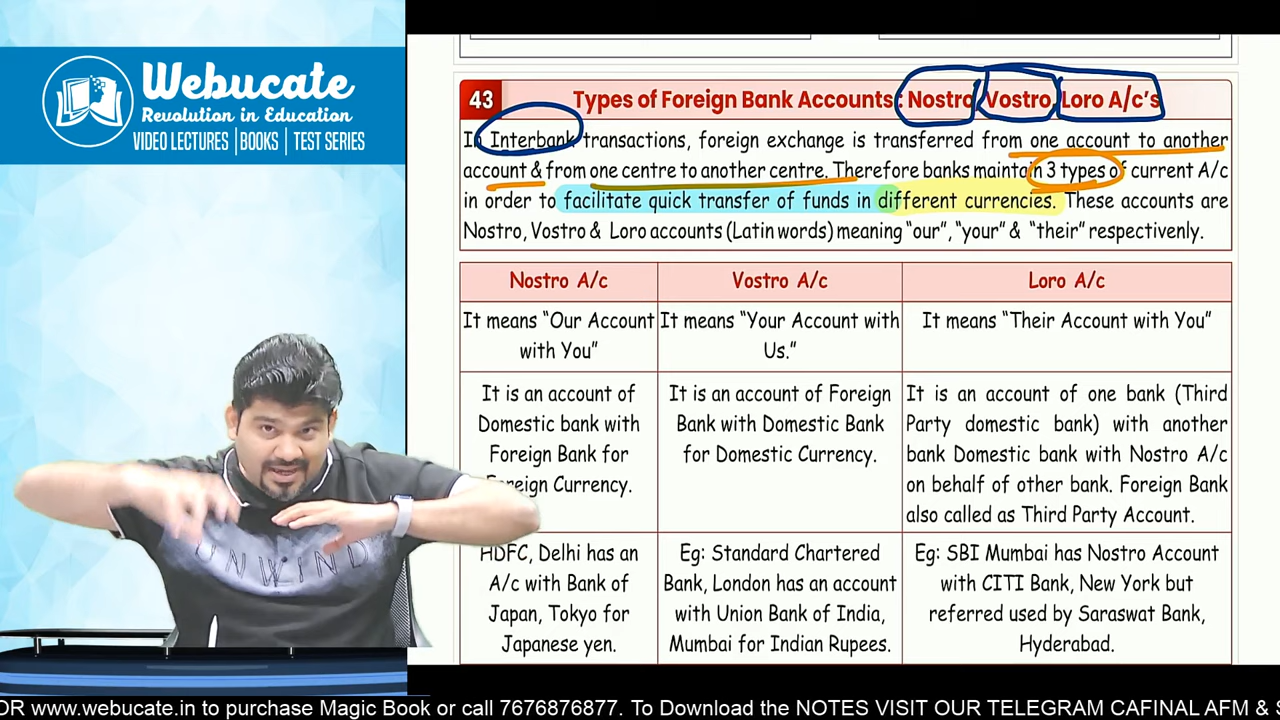 Webucate
Revolution in Education
VIDEO LECTURES | BOOKS | TEST SERIES
UNWIND
43
Types of Foreign Bank Accounts: Nostro, Vostro, Loro A/c's
In Interbank transactions, foreign exchange is transferred from one account to another
account & from one centre to another centre. Therefore banks maintain 3 types of current A/c
in order to facilitate quick transfer of funds in different currencies. These accounts are
Nostro, Vostro & Loro accounts (Latin words) meaning “our”, “your” & “their” respectivenly.
Nostro A/c
It means “Our Account
with You”
It is an account of
Domestic bank with
Foreign Bank for
Foreign Currency.
HDFC, Delhi has an
A/c with Bank of
Japan, Tokyo for
Japanese yen.
Vostro A/c
It means “Your Account with
Us.”
It is an account of Foreign
Bank with Domestic Bank
for Domestic Currency.
Eg: Standard Chartered
Bank, London has an account
with Union Bank of India,
Mumbai for Indian Rupees.
Loro A/c
It means “Their Account with You”
It is an account of one bank (Third
Party domestic bank) with another
bank Domestic bank with Nostro A/c
on behalf of other bank. Foreign Bank
also called as Third Party Account.
Eg: SBI Mumbai has Nostro Account
with CITI Bank, New York but
referred used by Saraswat Bank,
Hyderabad.
OR www.webucate.in to purchase Magic Book or call 7676876877. To Download the NOTES VISIT OUR TELEGRAM CAFINAL AFM & S